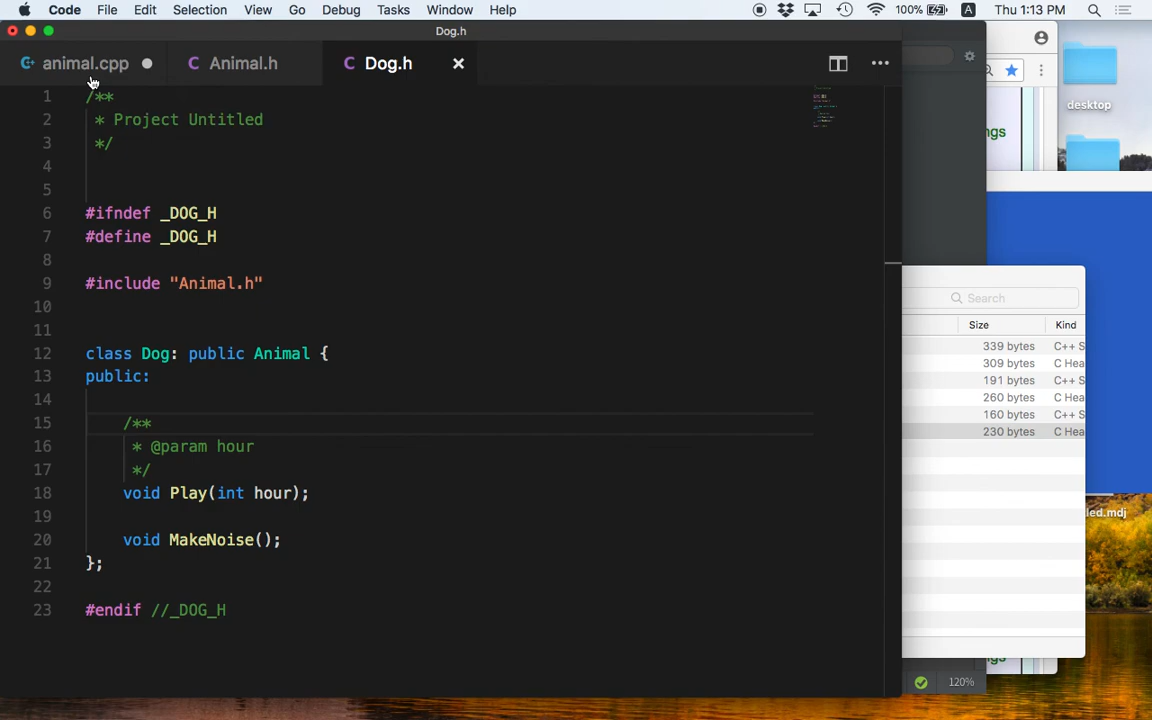 Code File Edit Selection View Go Debug Tasks Window Help 100% A Thu 1:13 PM
Dog.h
animal.cpp Animal.h Dog.h
desktop
1 /**
2 * Project Untitled
3 */
4
5
6 #ifndef _DOG_H
7 #define _DOG_H
8
9 #include "Animal.h"
10
11
12 class Dog: public Animal {
13 public:
14
15 /**
16 * @param hour
17 */
18 void Play(int hour);
19
20 void MakeNoise();
21 };
22
23 #endif //_DOG_H
ngs
Search
Size Kind
339 bytes C++ S
309 bytes C Hea
191 bytes C++ S
260 bytes C Hea
160 bytes C++ S
230 bytes C Hea
led.mdj
ngs
120%